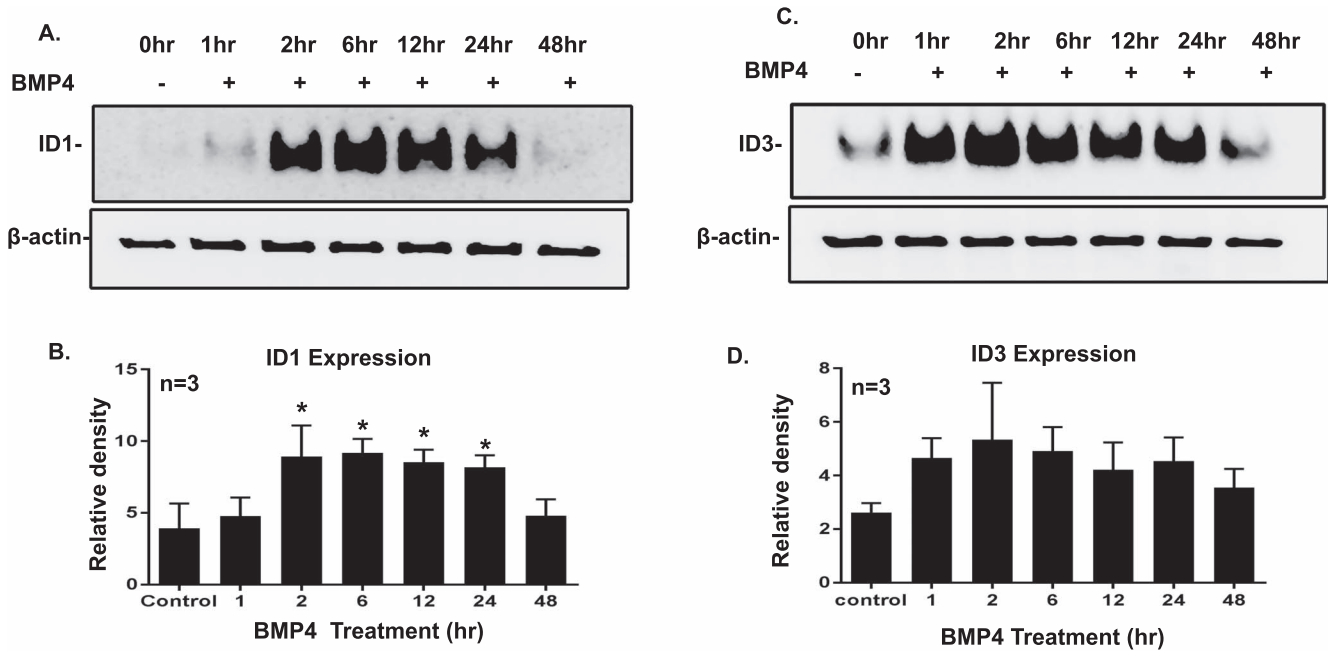 A.
0hr 1hr 2hr 6hr 12hr 24hr 48hr
BMP4 - + + + + + +
ID1-
β-actin-
B.
ID1 Expression
n=3
15
10
5
0
Relative density
* * * *
Control 1 2 6 12 24 48
BMP4 Treatment (hr)
C.
0hr 1hr 2hr 6hr 12hr 24hr 48hr
BMP4 - + + + + + +
ID3-
β-actin-
D.
ID3 Expression
n=3
8
6
4
2
0
Relative density
control 1 2 6 12 24 48
BMP4 Treatment (hr)